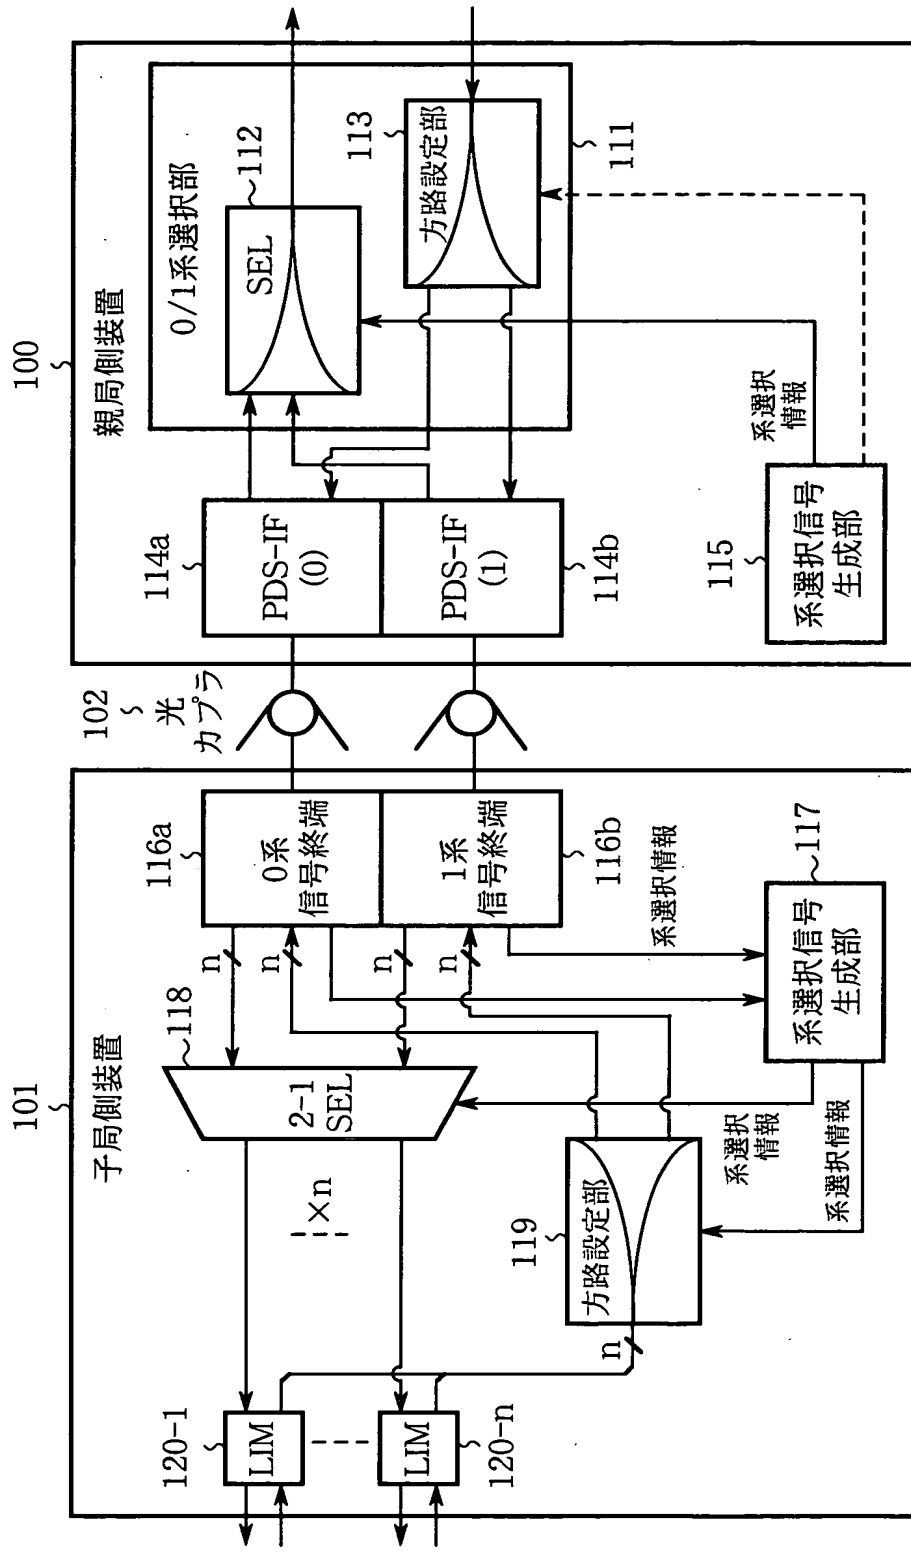 100
親局側装置
0/1系選択部
112
SEL
113
方路設定部
111
114a
PDS-IF
(0)
PDS-IF
(1)
114b
系選択
情報
115
系選択信号
生成部
102
光
カプラ
101
子局側装置
116a
0系
信号終端
1系
信号終端
116b
n
n
n
n
系選択情報
117
系選択信号
生成部
118
2-1
SEL
×n
系選択
情報
系選択情報
119
方路設定部
n
120-1
LIM
LIM
120-n